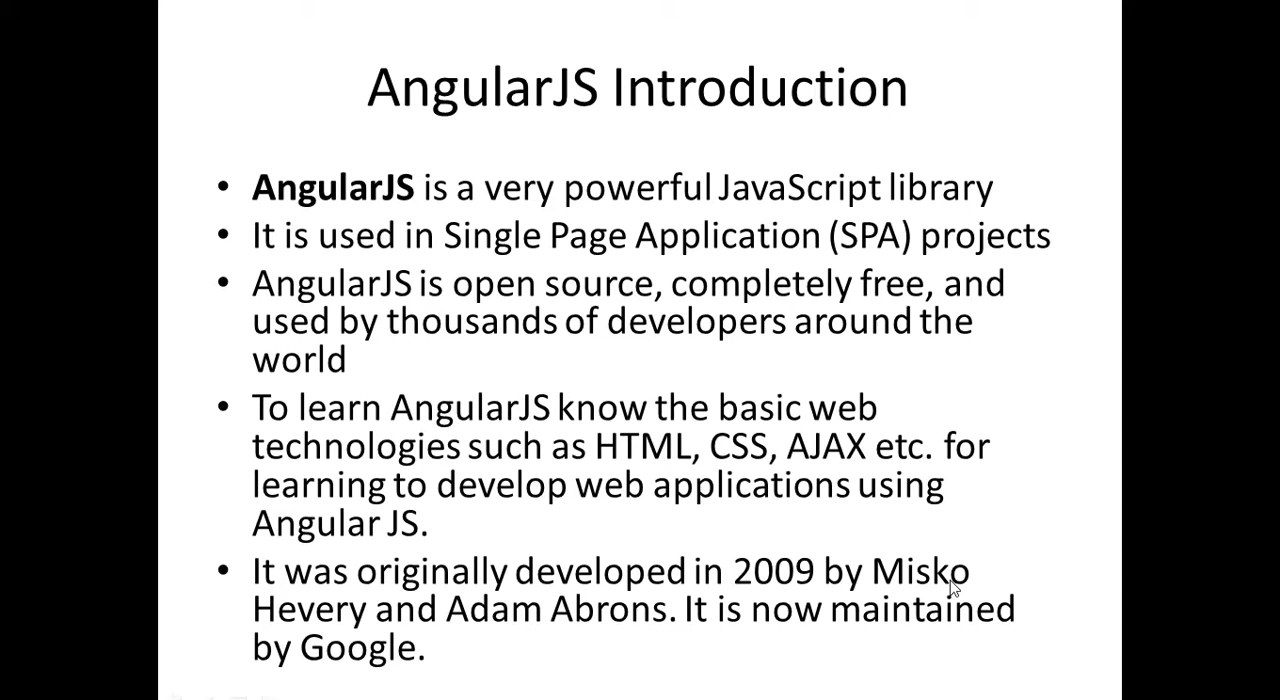 AngularJS Introduction
• AngularJS is a very powerful JavaScript library
• It is used in Single Page Application (SPA) projects
• AngularJS is open source, completely free, and
used by thousands of developers around the
world
• To learn AngularJS know the basic web
technologies such as HTML, CSS, AJAX etc. for
learning to develop web applications using
Angular JS.
• It was originally developed in 2009 by Misko
Hevery and Adam Abrons. It is now maintained
by Google.